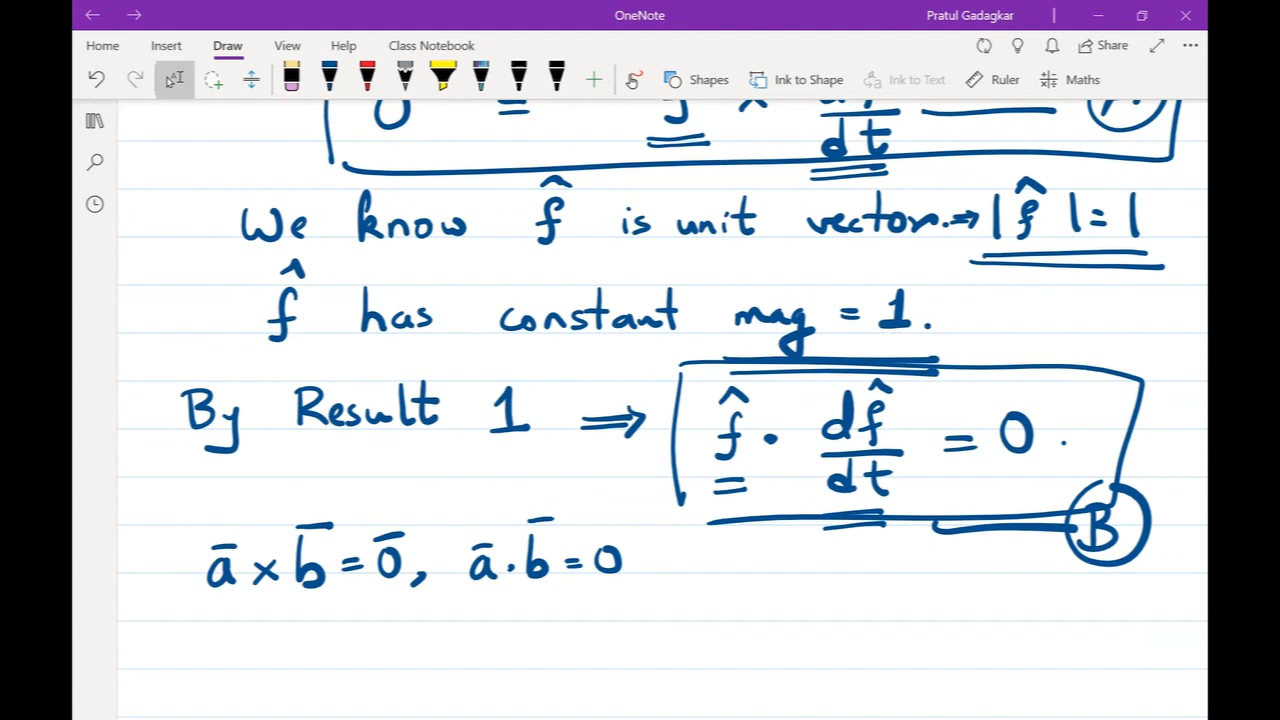 OneNote
Pratul Gadagkar
Home Insert Draw View Help Class Notebook
Share
Shapes Ink to Shape Ink to Text Ruler Maths
dt
We know f̂ is unit vector. ⇒ |f̂| = 1
f̂ has constant mag = 1.
By Result 1 ⇒ f̂ · df̂/dt = 0.
B
a̅ × b̅ = 0̅, a̅ · b̅ = 0